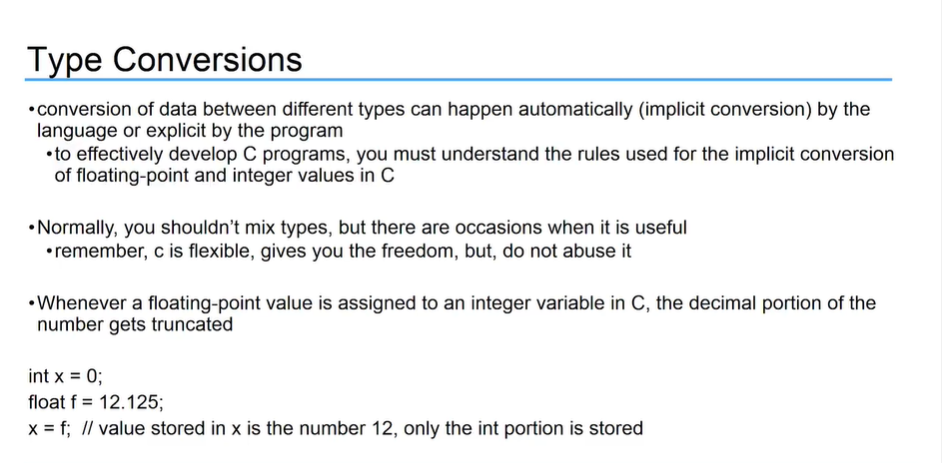 Type Conversions
•conversion of data between different types can happen automatically (implicit conversion) by the
language or explicit by the program
•to effectively develop C programs, you must understand the rules used for the implicit conversion
of floating-point and integer values in C
•Normally, you shouldn't mix types, but there are occasions when it is useful
•remember, c is flexible, gives you the freedom, but, do not abuse it
•Whenever a floating-point value is assigned to an integer variable in C, the decimal portion of the
number gets truncated
int x = 0;
float f = 12.125;
x = f;  // value stored in x is the number 12, only the int portion is stored